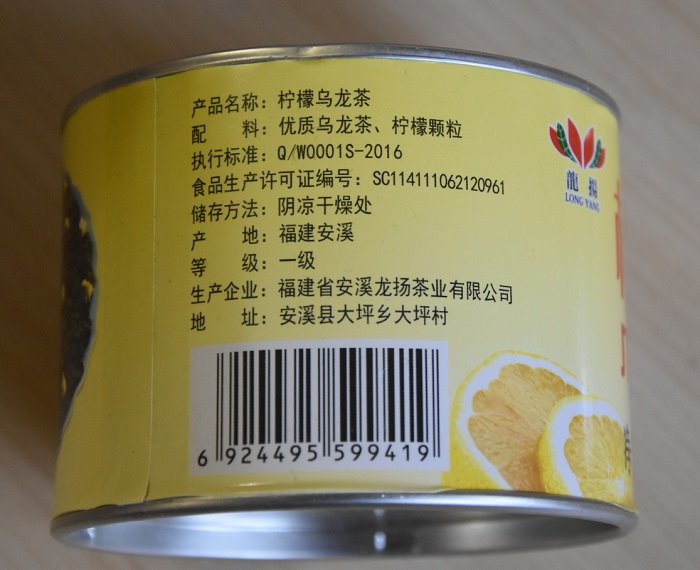 产品名称：柠檬乌龙茶
配 料：优质乌龙茶、柠檬颗粒
执行标准：Q/W0001S-2016
食品生产许可证编号：SC114111062120961
储存方法：阴凉干燥处
产 地：福建安溪
等 级：一级
生产企业：福建省安溪龙扬茶业有限公司
地 址：安溪县大坪乡大坪村
6 924495 599419
龍 揚
LONG YANG